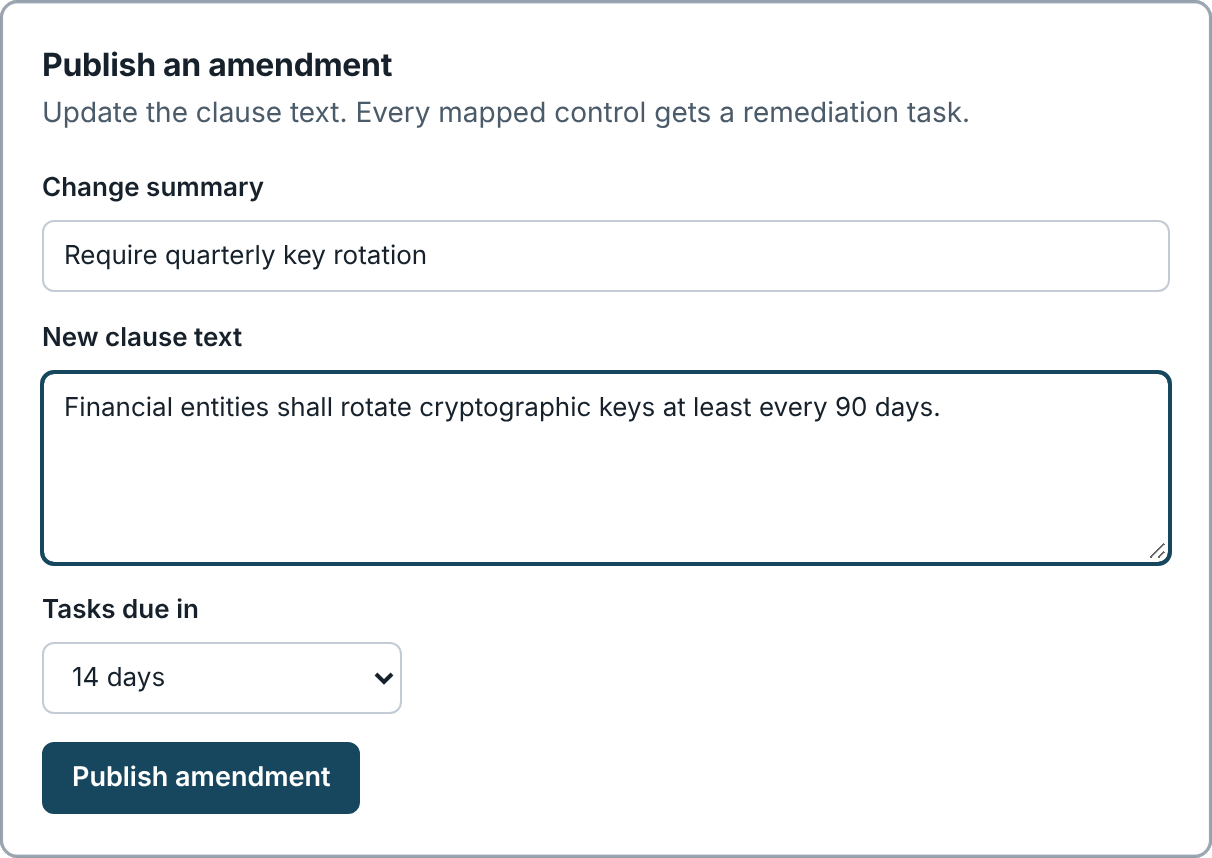 Publish an amendment
Update the clause text. Every mapped control gets a remediation task.
Change summary
Require quarterly key rotation
New clause text
Financial entities shall rotate cryptographic keys at least every 90 days.
Tasks due in
14 days
Publish amendment